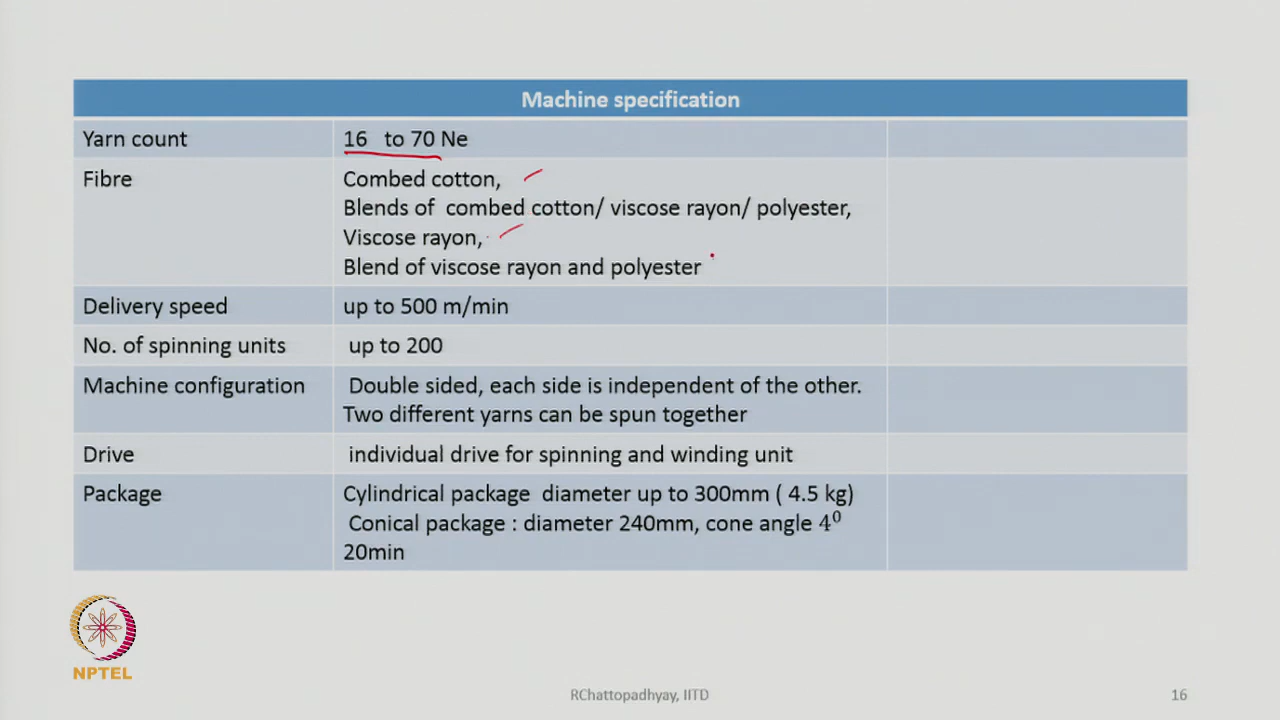 Machine specification
Yarn count 16 to 70 Ne
Fibre Combed cotton,
Blends of combed cotton/ viscose rayon/ polyester,
Viscose rayon,
Blend of viscose rayon and polyester
Delivery speed up to 500 m/min
No. of spinning units up to 200
Machine configuration Double sided, each side is independent of the other.
Two different yarns can be spun together
Drive individual drive for spinning and winding unit
Package Cylindrical package diameter up to 300mm ( 4.5 kg)
Conical package : diameter 240mm, cone angle 4⁰
20min
NPTEL
RChattopadhyay, IITD
16